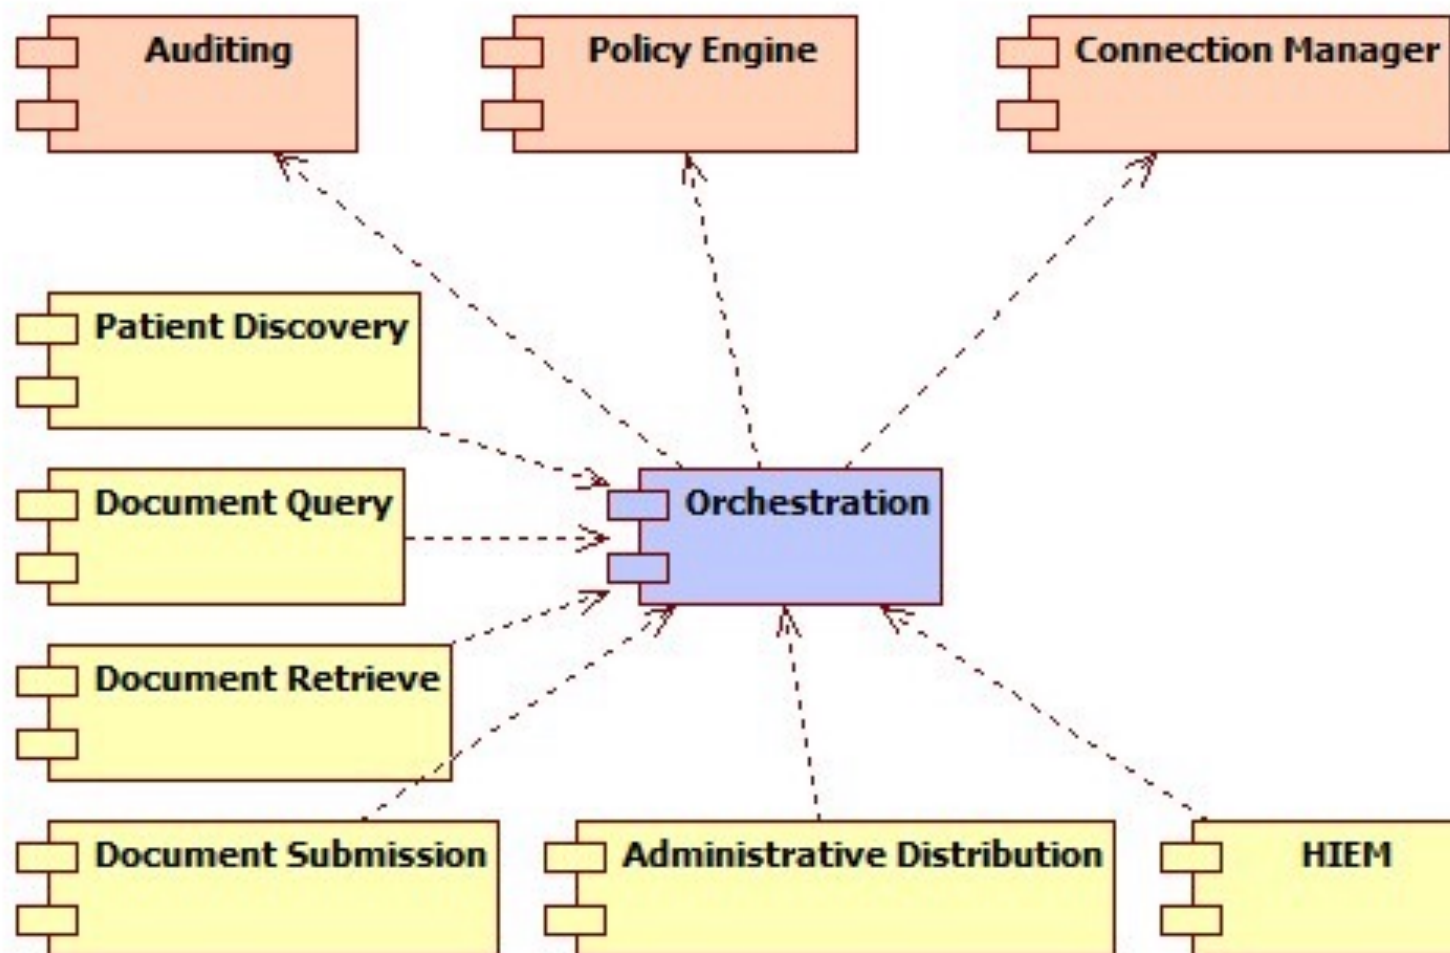 Auditing
Policy Engine
Connection Manager
Patient Discovery
Document Query
Orchestration
Document Retrieve
Document Submission
Administrative Distribution
HIEM